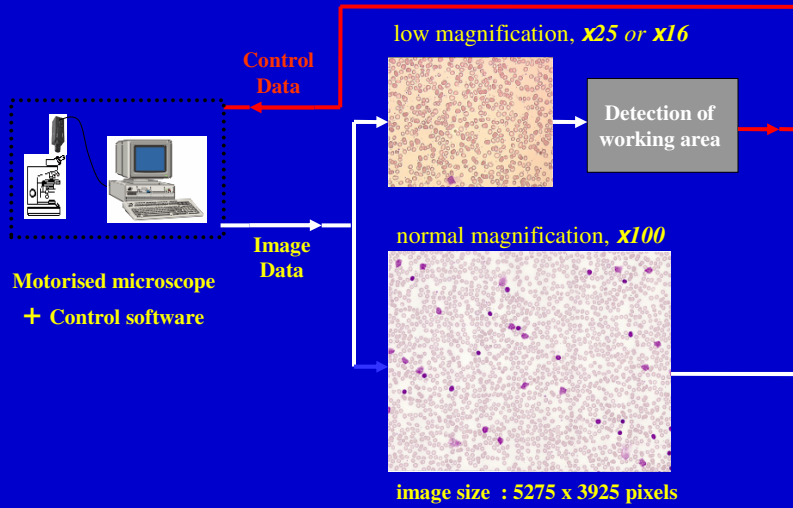 low magnification, x25 or x16
Control
Data
Detection of
working area
Image
Data
normal magnification, x100
Motorised microscope
+ Control software
image size : 5275 x 3925 pixels